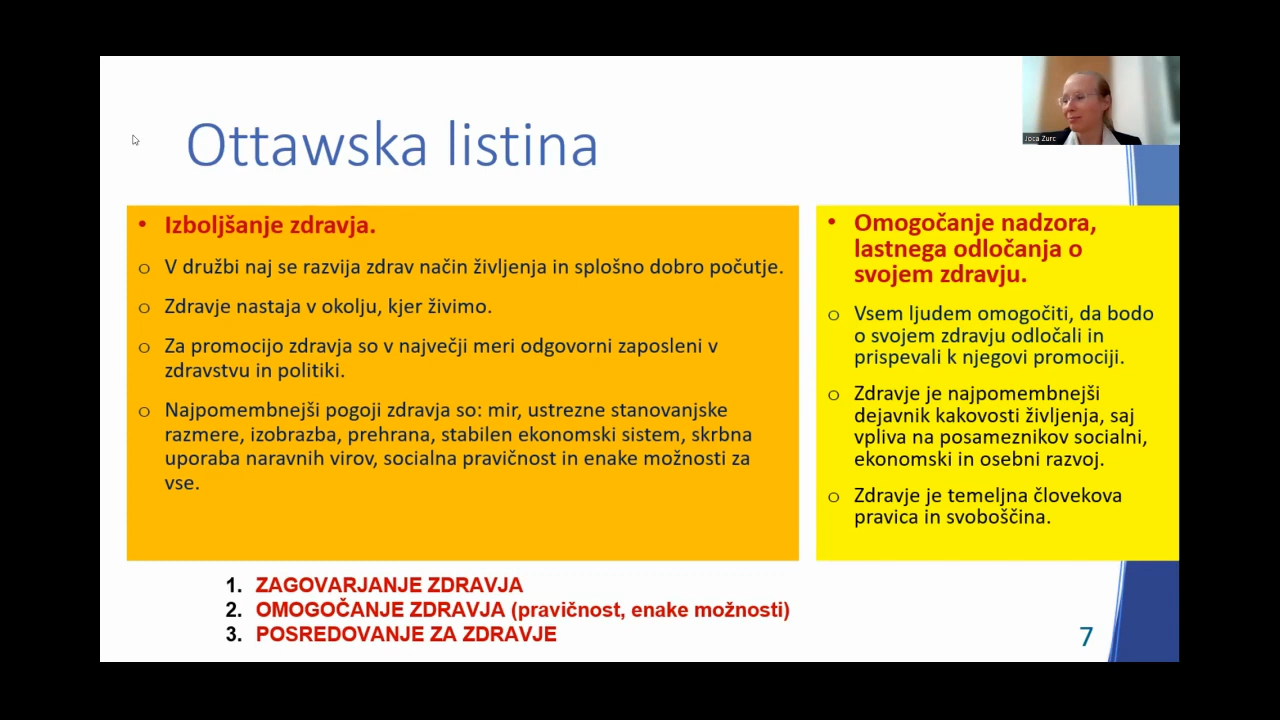 Ottawska listina
Joca Zurc
• Izboljšanje zdravja.
o V družbi naj se razvija zdrav način življenja in splošno dobro počutje.
o Zdravje nastaja v okolju, kjer živimo.
o Za promocijo zdravja so v največji meri odgovorni zaposleni v
zdravstvu in politiki.
o Najpomembnejši pogoji zdravja so: mir, ustrezne stanovanjske
razmere, izobrazba, prehrana, stabilen ekonomski sistem, skrbna
uporaba naravnih virov, socialna pravičnost in enake možnosti za
vse.
• Omogočanje nadzora,
lastnega odločanja o
svojem zdravju.
o Vsem ljudem omogočiti, da bodo
o svojem zdravju odločali in
prispevali k njegovi promociji.
o Zdravje je najpomembnejši
dejavnik kakovosti življenja, saj
vpliva na posameznikov socialni,
ekonomski in osebni razvoj.
o Zdravje je temeljna človekova
pravica in svoboščina.
1. ZAGOVARJANJE ZDRAVJA
2. OMOGOČANJE ZDRAVJA (pravičnost, enake možnosti)
3. POSREDOVANJE ZA ZDRAVJE
7